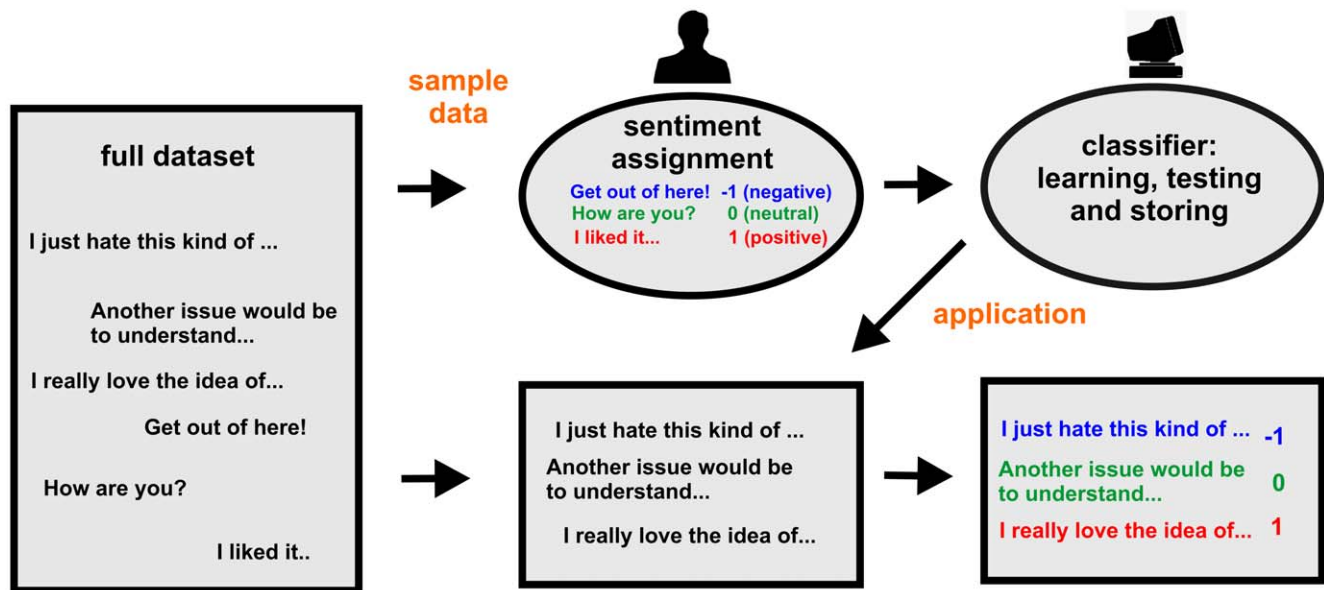 full dataset
I just hate this kind of ...
Another issue would be
to understand...
I really love the idea of...
Get out of here!
How are you?
I liked it..
sample
data
sentiment
assignment
Get out of here! -1 (negative)
How are you? 0 (neutral)
I liked it... 1 (positive)
classifier:
learning, testing
and storing
application
I just hate this kind of ...
Another issue would be
to understand...
I really love the idea of...
I just hate this kind of ... -1
Another issue would be
to understand... 0
I really love the idea of... 1